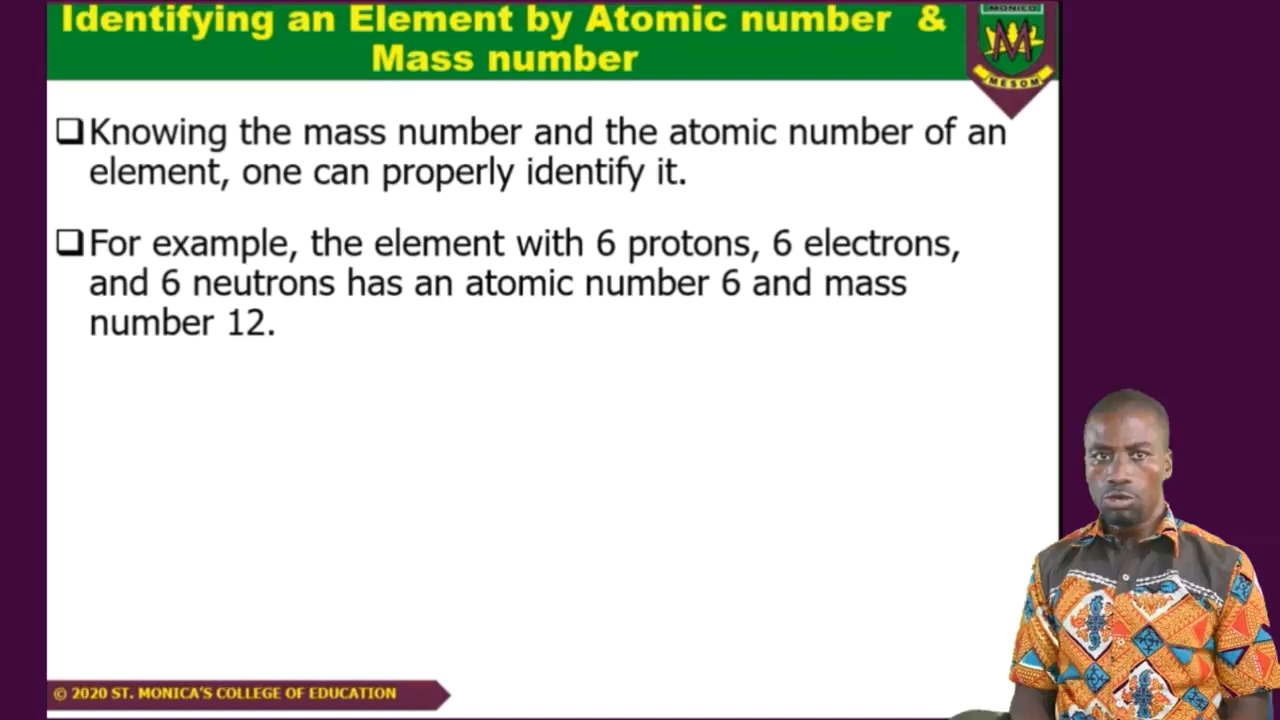 Identifying an Element by Atomic number &
Mass number
MONICO
M
MESOM
❑Knowing the mass number and the atomic number of an
element, one can properly identify it.
❑For example, the element with 6 protons, 6 electrons,
and 6 neutrons has an atomic number 6 and mass
number 12.
© 2020 ST. MONICA'S COLLEGE OF EDUCATION